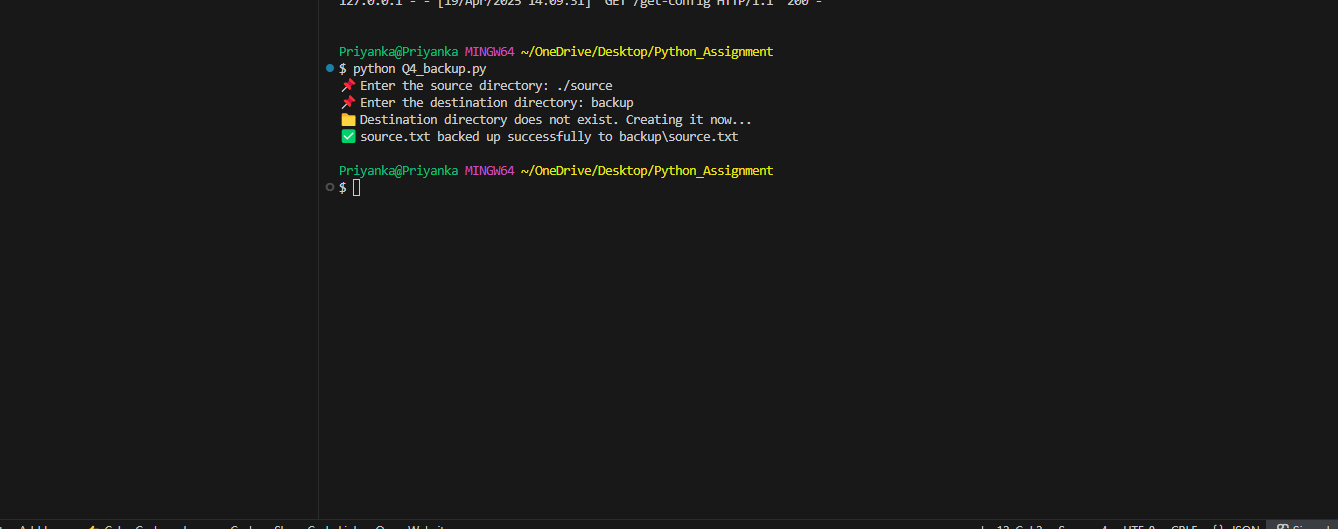 127.0.0.1 - - [19/Apr/2025 14:09:31] "GET /get-config HTTP/1.1" 200 -
Priyanka@Priyanka MINGW64 ~/OneDrive/Desktop/Python_Assignment
$ python Q4_backup.py
📌 Enter the source directory: ./source
📌 Enter the destination directory: backup
📁 Destination directory does not exist. Creating it now...
✅ source.txt backed up successfully to backup\source.txt
Priyanka@Priyanka MINGW64 ~/OneDrive/Desktop/Python_Assignment
$